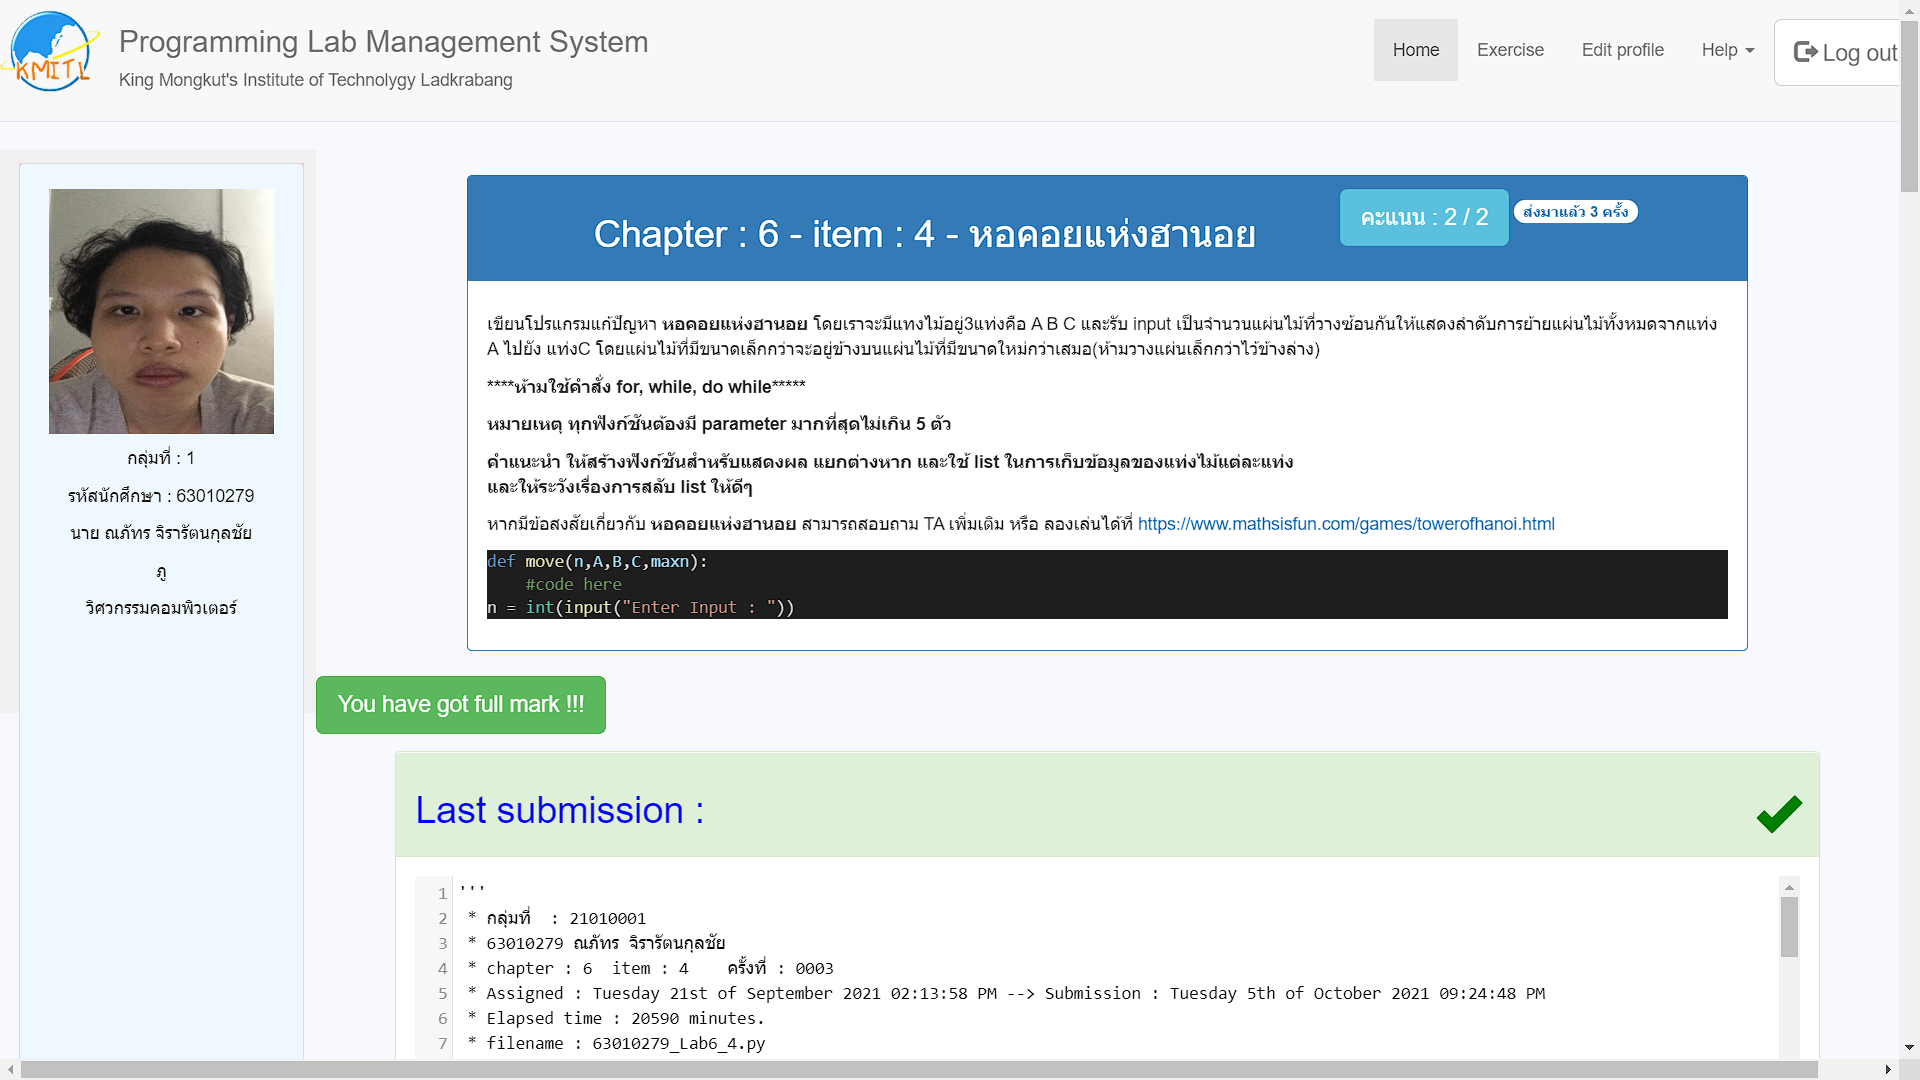 KMITL
Programming Lab Management System
King Mongkut's Institute of Technolygy Ladkrabang
Home
Exercise
Edit profile
Help
Log out
กลุ่มที่ : 1
รหัสนักศึกษา : 63010279
นาย ณภัทร จิรารัตนกุลชัย
ภู
วิศวกรรมคอมพิวเตอร์
Chapter : 6 - item : 4 - หอคอยแห่งฮานอย
คะแนน : 2 / 2
ส่งมาแล้ว 3 ครั้ง
เขียนโปรแกรมแก้ปัญหา หอคอยแห่งฮานอย โดยเราจะมีแทงไม้อยู่3แท่งคือ A B C และรับ input เป็นจำนวนแผ่นไม้ที่วางซ้อนกันให้แสดงลำดับการย้ายแผ่นไม้ทั้งหมดจากแท่ง
A ไปยัง แท่งC โดยแผ่นไม้ที่มีขนาดเล็กกว่าจะอยู่ข้างบนแผ่นไม้ที่มีขนาดใหม่กว่าเสมอ(ห้ามวางแผ่นเล็กกว่าไว้ข้างล่าง)
****ห้ามใช้คำสั่ง for, while, do while*****
หมายเหตุ ทุกฟังก์ชันต้องมี parameter มากที่สุดไม่เกิน 5 ตัว
คำแนะนำ ให้สร้างฟังก์ชันสำหรับแสดงผล แยกต่างหาก และใช้ list ในการเก็บข้อมูลของแท่งไม้แต่ละแท่ง
และให้ระวังเรื่องการสลับ list ให้ดีๆ
หากมีข้อสงสัยเกี่ยวกับ หอคอยแห่งฮานอย สามารถสอบถาม TA เพิ่มเติม หรือ ลองเล่นได้ที่ https://www.mathsisfun.com/games/towerofhanoi.html
def move(n,A,B,C,maxn):
#code here
n = int(input("Enter Input : "))
You have got full mark !!!
Last submission :
1 '''
2 * กลุ่มที่ : 21010001
3 * 63010279 ณภัทร จิรารัตนกุลชัย
4 * chapter : 6 item : 4 ครั้งที่ : 0003
5 * Assigned : Tuesday 21st of September 2021 02:13:58 PM --> Submission : Tuesday 5th of October 2021 09:24:48 PM
6 * Elapsed time : 20590 minutes.
7 * filename : 63010279_Lab6_4.py